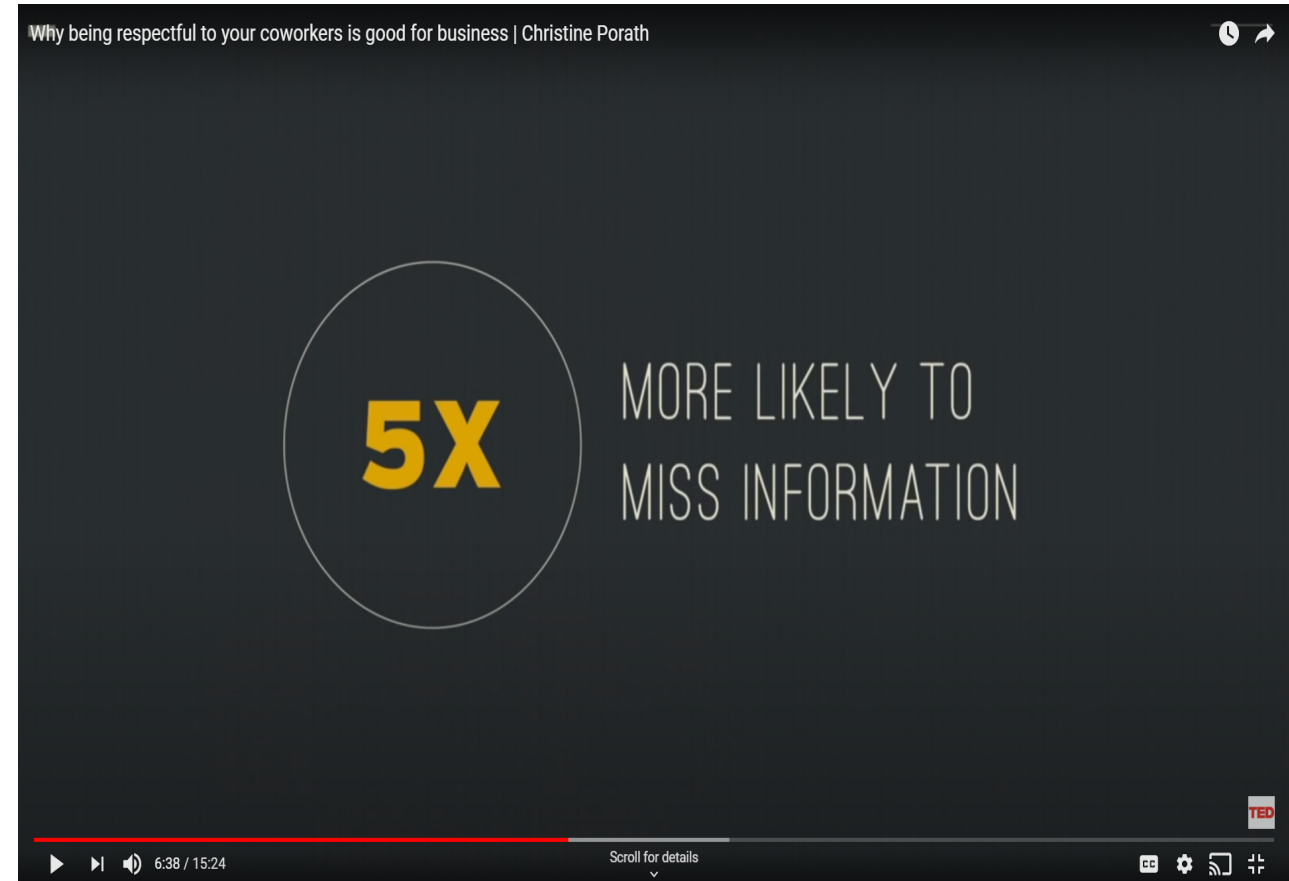 Why being respectful to your coworkers is good for business | Christine Porath
5X
MORE LIKELY TO
MISS INFORMATION
TED
6:38 / 15:24
Scroll for details
CC